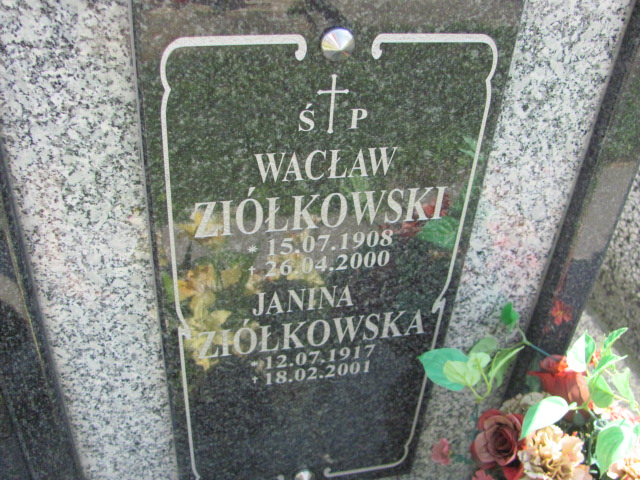 Ś P
WACŁAW
ZIÓŁKOWSKI
* 15.07.1908
† 26.04.2000
JANINA
ZIÓŁKOWSKA
* 12.07.1917
† 18.02.2001